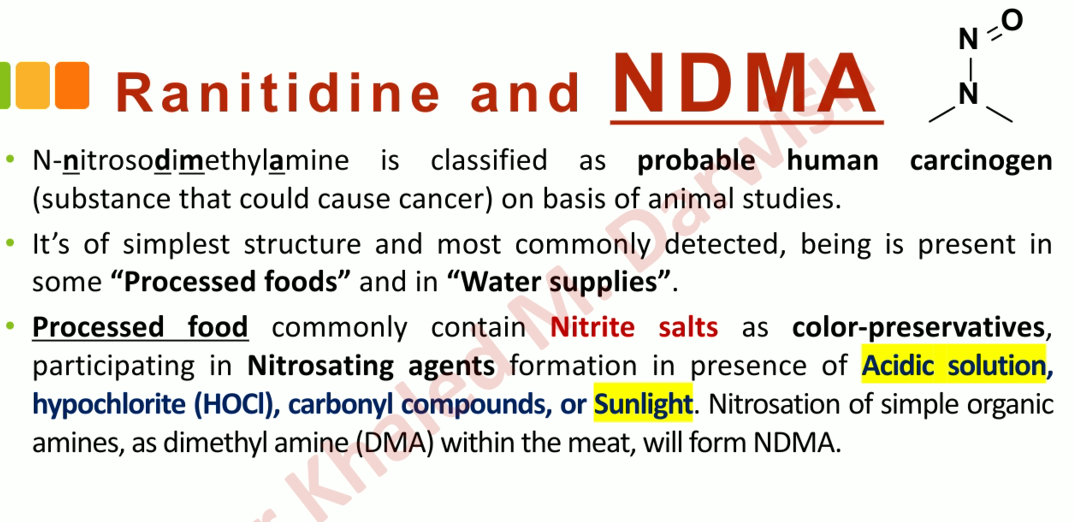 Ranitidine and NDMA
N
O
N
• N-nitrosodimethylamine is classified as probable human carcinogen
(substance that could cause cancer) on basis of animal studies.
• It’s of simplest structure and most commonly detected, being is present in
some “Processed foods” and in “Water supplies”.
• Processed food commonly contain Nitrite salts as color-preservatives,
participating in Nitrosating agents formation in presence of Acidic solution,
hypochlorite (HOCl), carbonyl compounds, or Sunlight. Nitrosation of simple organic
amines, as dimethyl amine (DMA) within the meat, will form NDMA.
Khaled M. Darwish